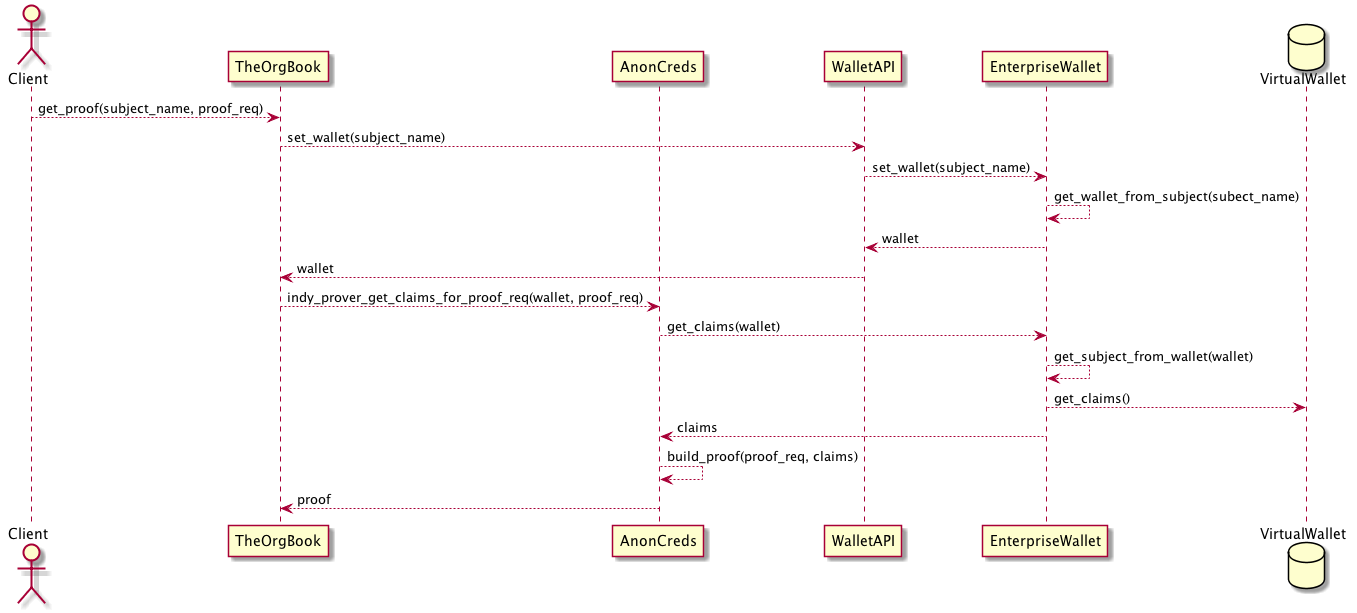 Client
TheOrgBook
AnonCreds
WalletAPI
EnterpriseWallet
VirtualWallet
get_proof(subject_name, proof_req)
set_wallet(subject_name)
set_wallet(subject_name)
get_wallet_from_subject(subect_name)
wallet
wallet
indy_prover_get_claims_for_proof_req(wallet, proof_req)
get_claims(wallet)
get_subject_from_wallet(wallet)
get_claims()
claims
build_proof(proof_req, claims)
proof
Client
TheOrgBook
AnonCreds
WalletAPI
EnterpriseWallet
VirtualWallet